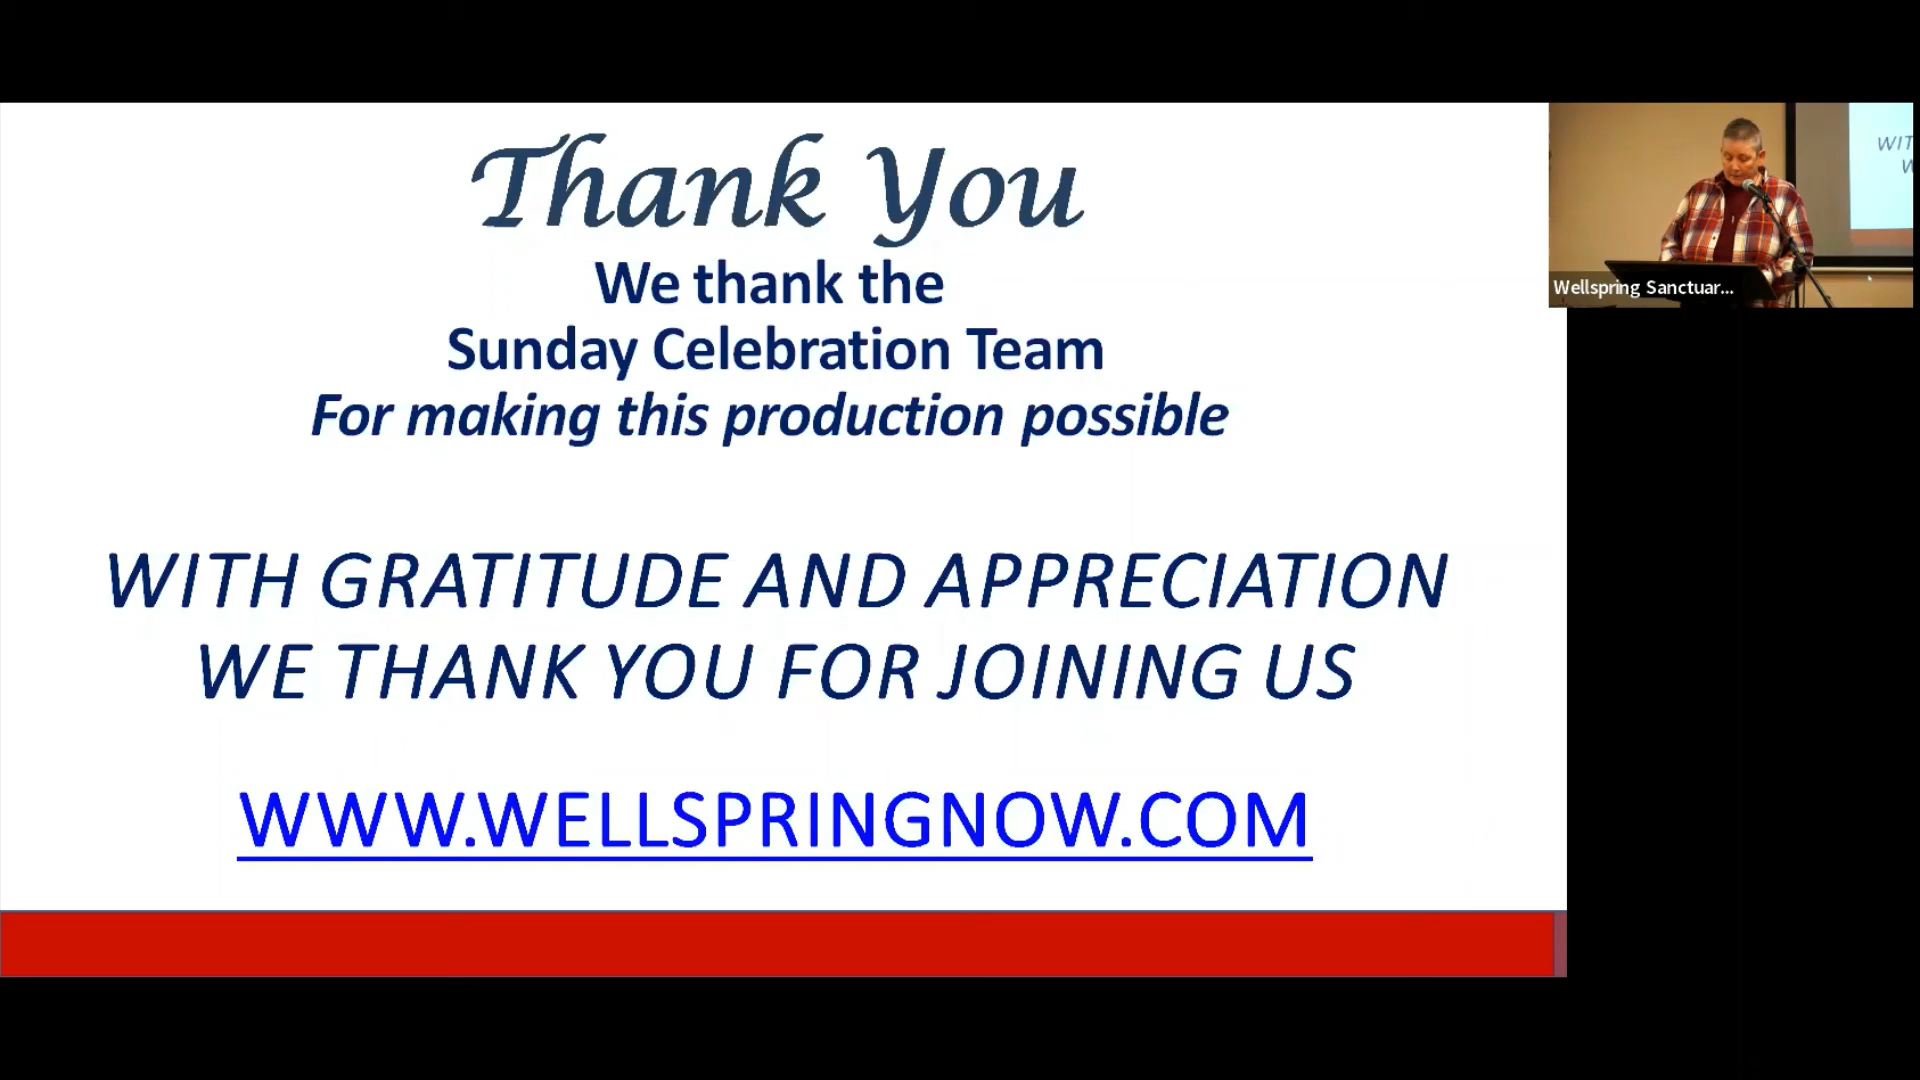 Thank You
We thank the
Sunday Celebration Team
For making this production possible
WITH GRATITUDE AND APPRECIATION
WE THANK YOU FOR JOINING US
WWW.WELLSPRINGNOW.COM
Wellspring Sanctuar...
WIT
W